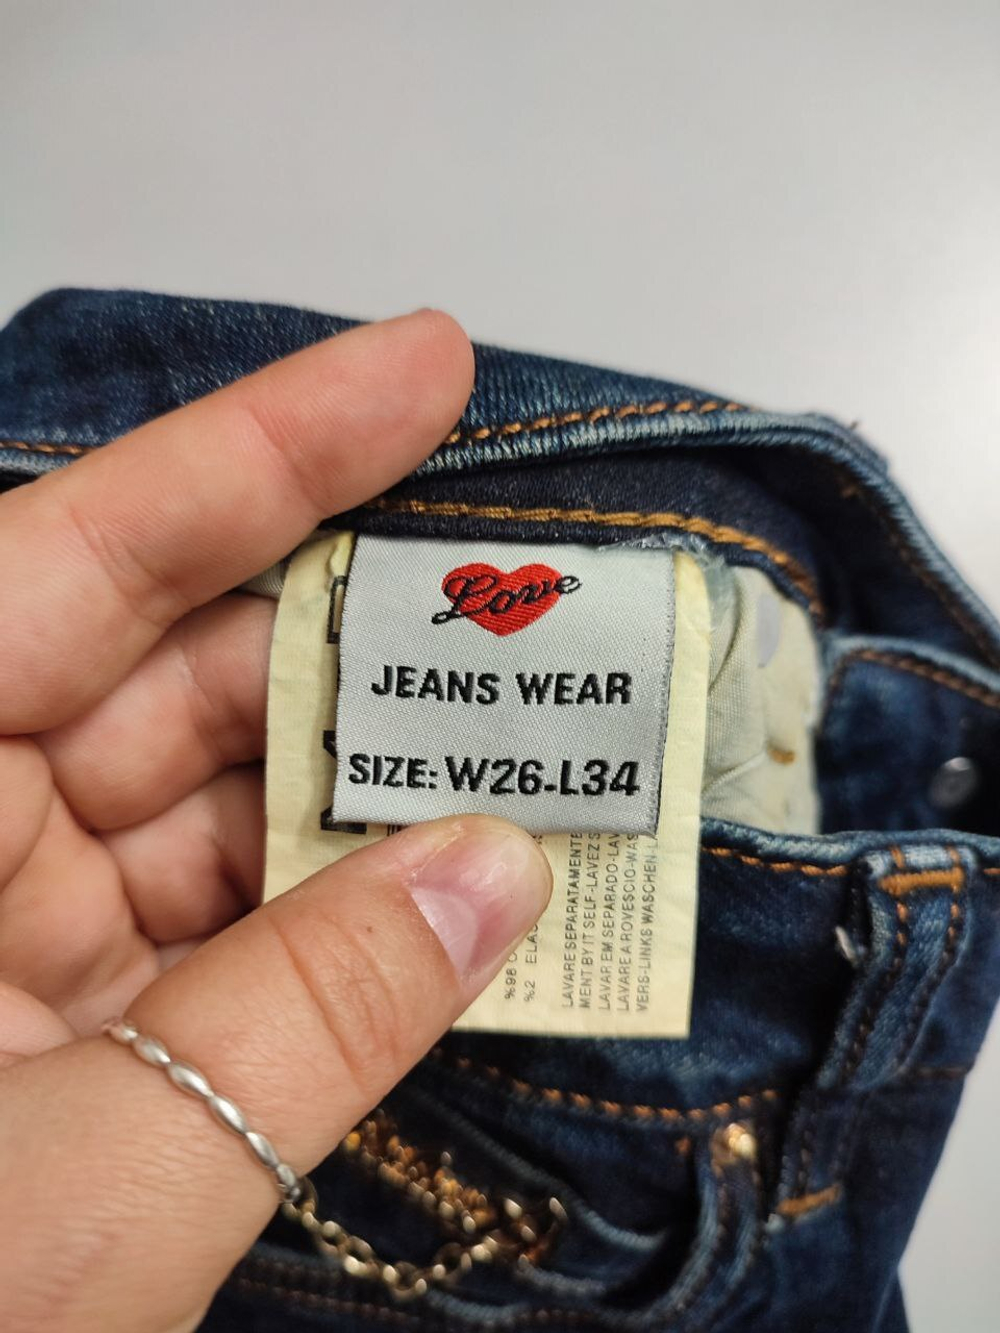 Love
JEANS WEAR
SIZE: W26-L34
%98
%2 ELAS
LAVARE SEPARATAMENTE
MENT BY IT SELF-LAVEZ S
LAVAR EM SEPARADO-LAV
LAVARE A ROVESCIO-WAS
VERS-LINKS WASCHEN-L